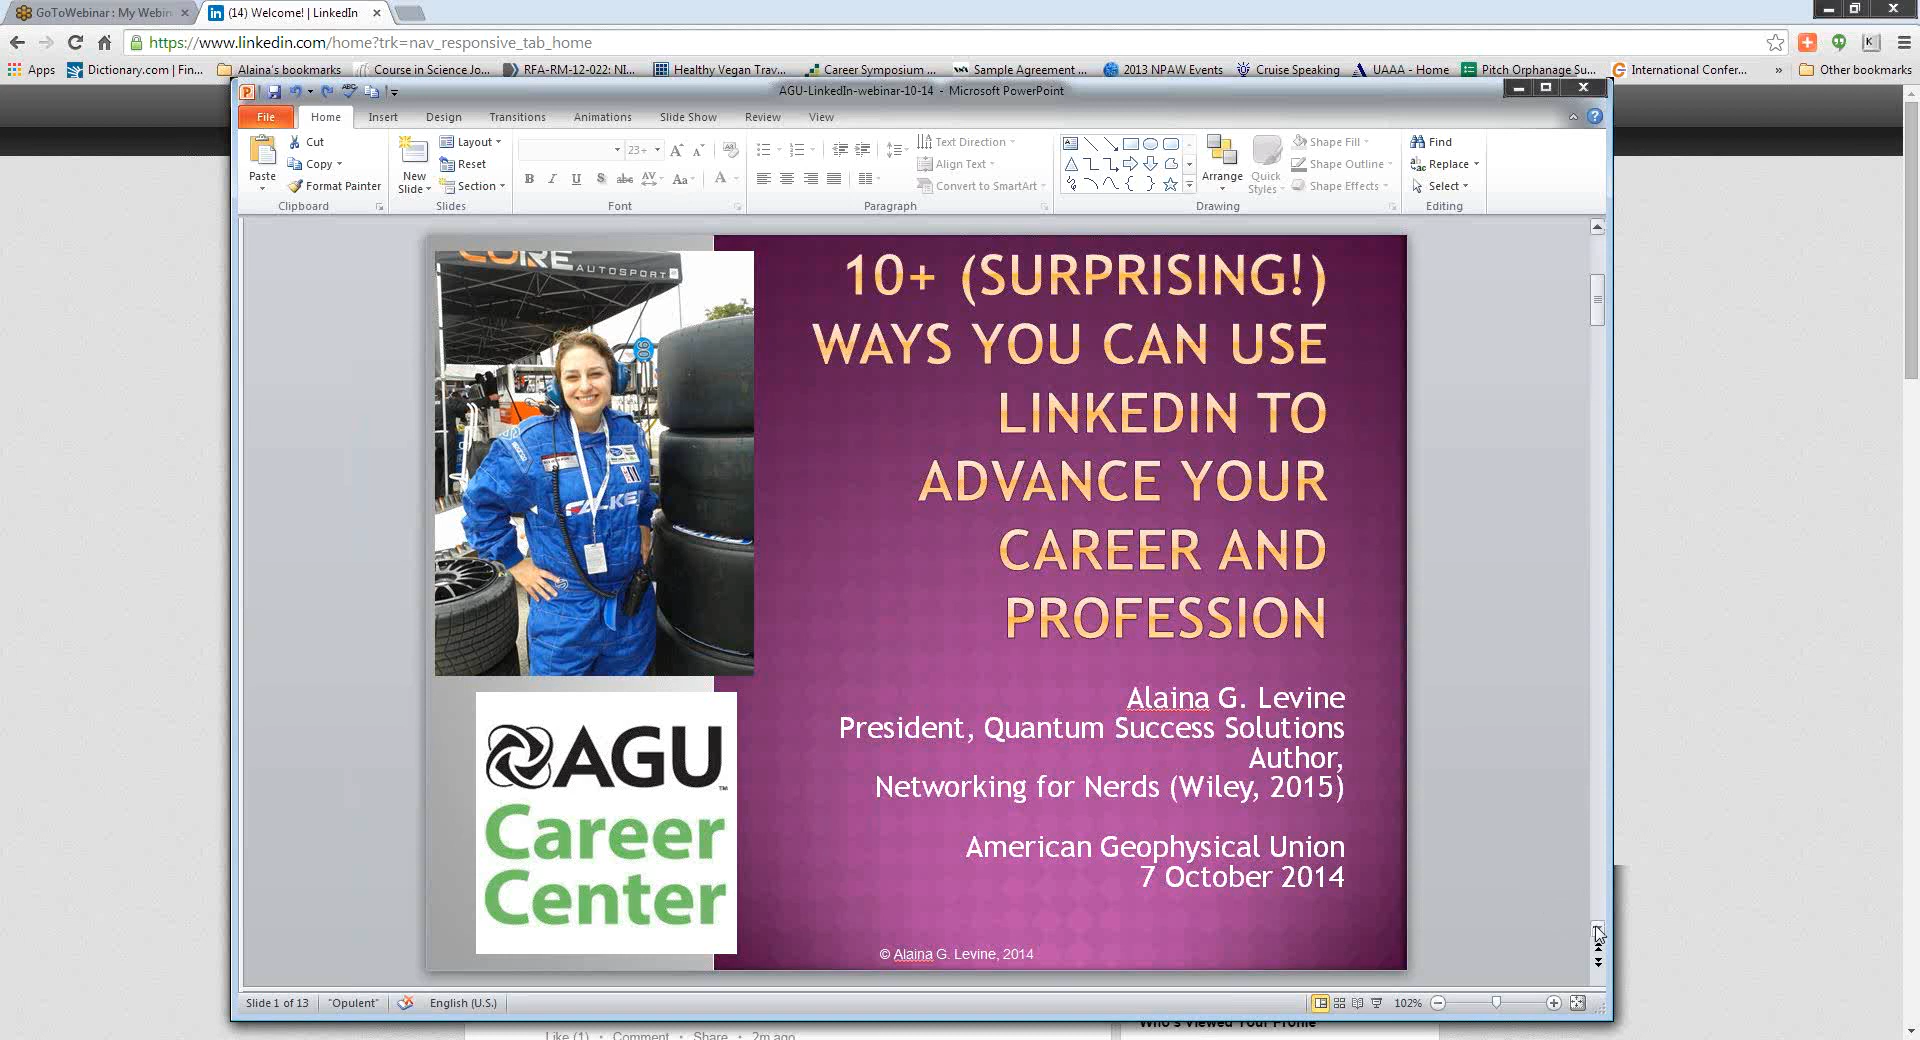 GoToWebinar : My Webin
(14) Welcome! | LinkedIn
https://www.linkedin.com/home?trk=nav_responsive_tab_home
Apps
Dictionary.com | Fin...
Alaina's bookmarks
Course in Science Jo...
RFA-RM-12-022: NI...
Healthy Vegan Trav...
Career Symposium ...
Sample Agreement ...
2013 NPAW Events
Cruise Speaking
UAAA - Home
Pitch Orphanage Su...
International Confer...
»
Other bookmarks
AGU-LinkedIn-webinar-10-14 - Microsoft PowerPoint
File
Home
Insert
Design
Transitions
Animations
Slide Show
Review
View
Paste
Cut
Copy
Format Painter
Clipboard
New
Slide
Layout
Reset
Section
Slides
23+
B I U S abc AV Aa A
Font
Text Direction
Align Text
Convert to SmartArt
Paragraph
Arrange
Quick
Styles
Shape Fill
Shape Outline
Shape Effects
Drawing
Find
Replace
Select
Editing
CORE
AUTOSPORT
FALKE
10+ (SURPRISING!)
WAYS YOU CAN USE
LINKEDIN TO
ADVANCE YOUR
CAREER AND
PROFESSION
Alaina G. Levine
President, Quantum Success Solutions
Author,
Networking for Nerds (Wiley, 2015)
American Geophysical Union
7 October 2014
AGU™
Career
Center
© Alaina G. Levine, 2014
Slide 1 of 13
"Opulent"
English (U.S.)
102%
Like (1) • Comment • Share • 2m ago
Who's Viewed Your Profile